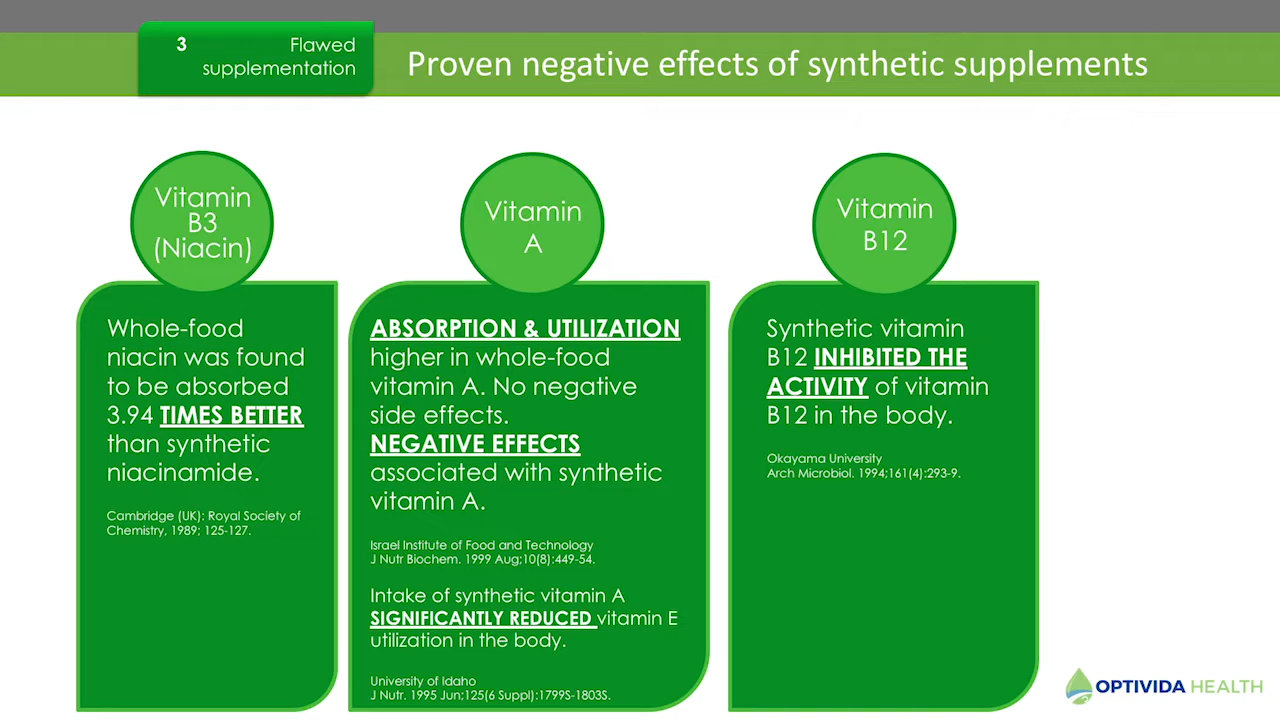 3
Flawed
supplementation
Proven negative effects of synthetic supplements
Vitamin
B3
(Niacin)
Whole-food
niacin was found
to be absorbed
3.94 TIMES BETTER
than synthetic
niacinamide.
Cambridge (UK): Royal Society of
Chemistry, 1989; 125-127.
Vitamin
A
ABSORPTION & UTILIZATION
higher in whole-food
vitamin A. No negative
side effects.
NEGATIVE EFFECTS
associated with synthetic
vitamin A.
Israel Institute of Food and Technology
J Nutr Biochem. 1999 Aug;10(8):449-54.
Intake of synthetic vitamin A
SIGNIFICANTLY REDUCED vitamin E
utilization in the body.
University of Idaho
J Nutr. 1995 Jun;125(6 Suppl):1799S-1803S.
Vitamin
B12
Synthetic vitamin
B12 INHIBITED THE
ACTIVITY of vitamin
B12 in the body.
Okayama University
Arch Microbiol. 1994;161(4):293-9.
OPTIVIDA HEALTH